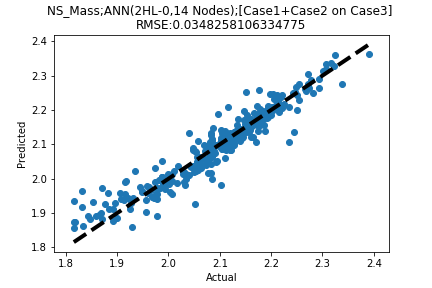 NS_Mass;ANN(2HL-0,14 Nodes);[Case1+Case2 on Case3]
RMSE:0.0348258106334775
2.4
2.3
2.2
2.1
2.0
1.9
1.8
Predicted
1.8 1.9 2.0 2.1 2.2 2.3 2.4
Actual